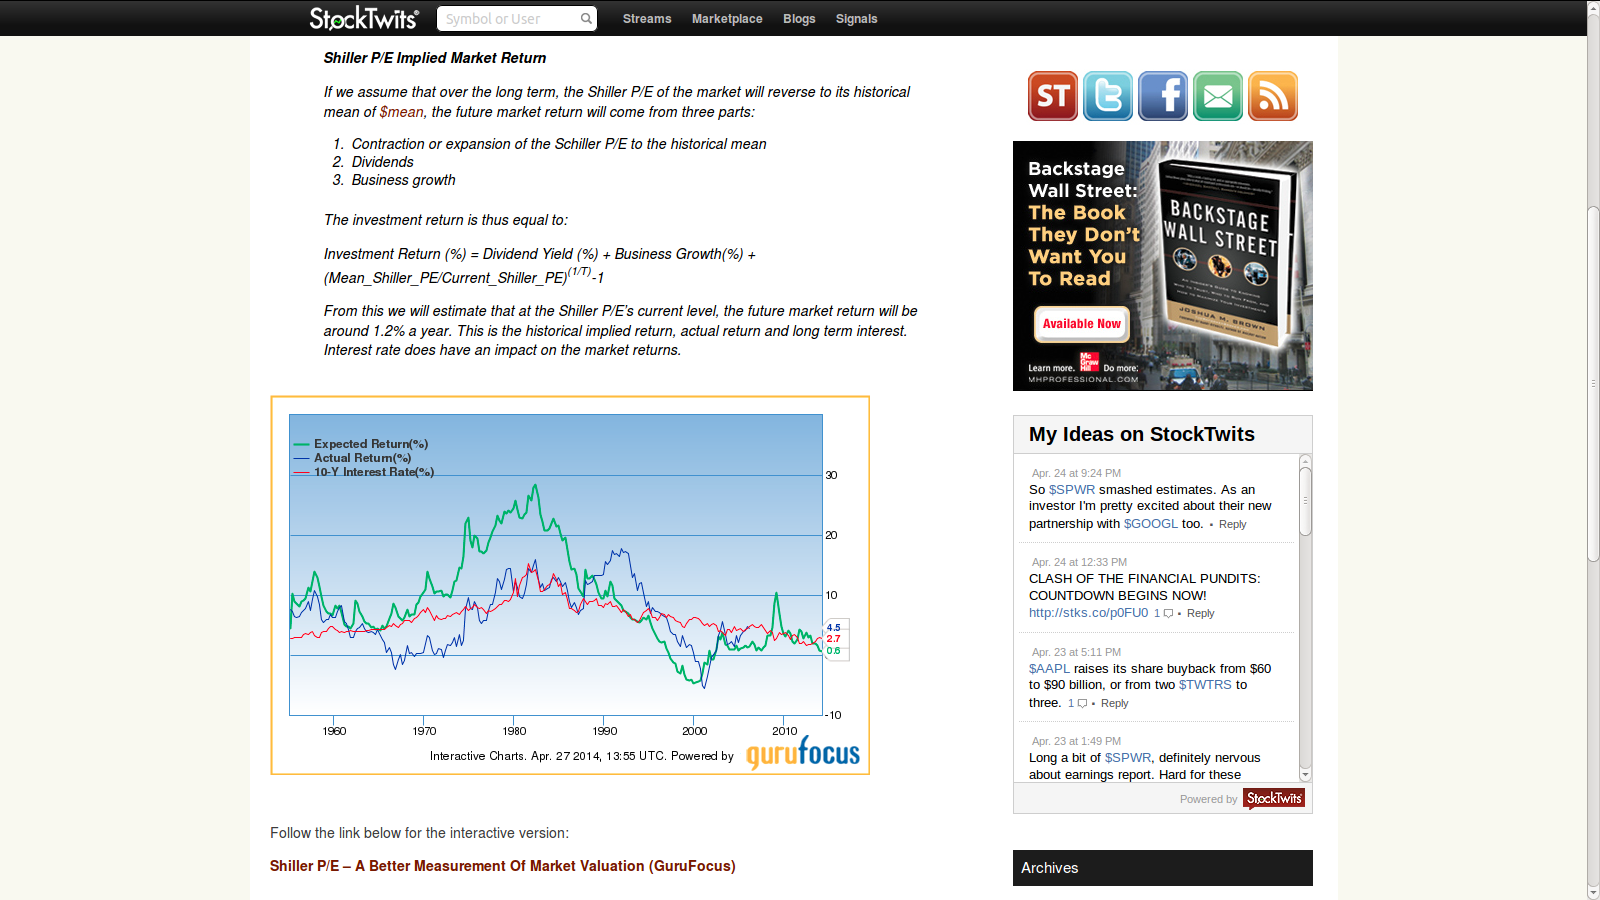 StockTwits®
Symbol or User
Streams
Marketplace
Blogs
Signals
Shiller P/E Implied Market Return
If we assume that over the long term, the Shiller P/E of the market will reverse to its historical
mean of $mean, the future market return will come from three parts:
1. Contraction or expansion of the Schiller P/E to the historical mean
2. Dividends
3. Business growth
The investment return is thus equal to:
Investment Return (%) = Dividend Yield (%) + Business Growth(%) +
(Mean_Shiller_PE/Current_Shiller_PE)(1/T)-1
From this we will estimate that at the Shiller P/E's current level, the future market return will be
around 1.2% a year. This is the historical implied return, actual return and long term interest.
Interest rate does have an impact on the market returns.
Expected Return(%)
Actual Return(%)
10-Y Interest Rate(%)
30
20
10
4.5
2.7
0.6
-10
1960 1970 1980 1990 2000 2010
Interactive Charts. Apr. 27 2014, 13:55 UTC. Powered by
gurufocus
Follow the link below for the interactive version:
Shiller P/E – A Better Measurement Of Market Valuation (GuruFocus)
ST
Backstage
Wall Street:
The Book
They Don't
Want You
To Read
Available Now
Learn more.
Mc
Graw
Hill
Do more.
MHPROFESSIONAL.COM
BACKSTAGE
WALL STREET
JOSHUA M. BROWN
My Ideas on StockTwits
Apr. 24 at 9:24 PM
So $SPWR smashed estimates. As an
investor I'm pretty excited about their new
partnership with $GOOGL too. • Reply
Apr. 24 at 12:33 PM
CLASH OF THE FINANCIAL PUNDITS:
COUNTDOWN BEGINS NOW!
http://stks.co/p0FU0 1 • Reply
Apr. 23 at 5:11 PM
$AAPL raises its share buyback from $60
to $90 billion, or from two $TWTRS to
three. 1 • Reply
Apr. 23 at 1:49 PM
Long a bit of $SPWR, definitely nervous
about earnings report. Hard for these
Powered by StockTwits
Archives